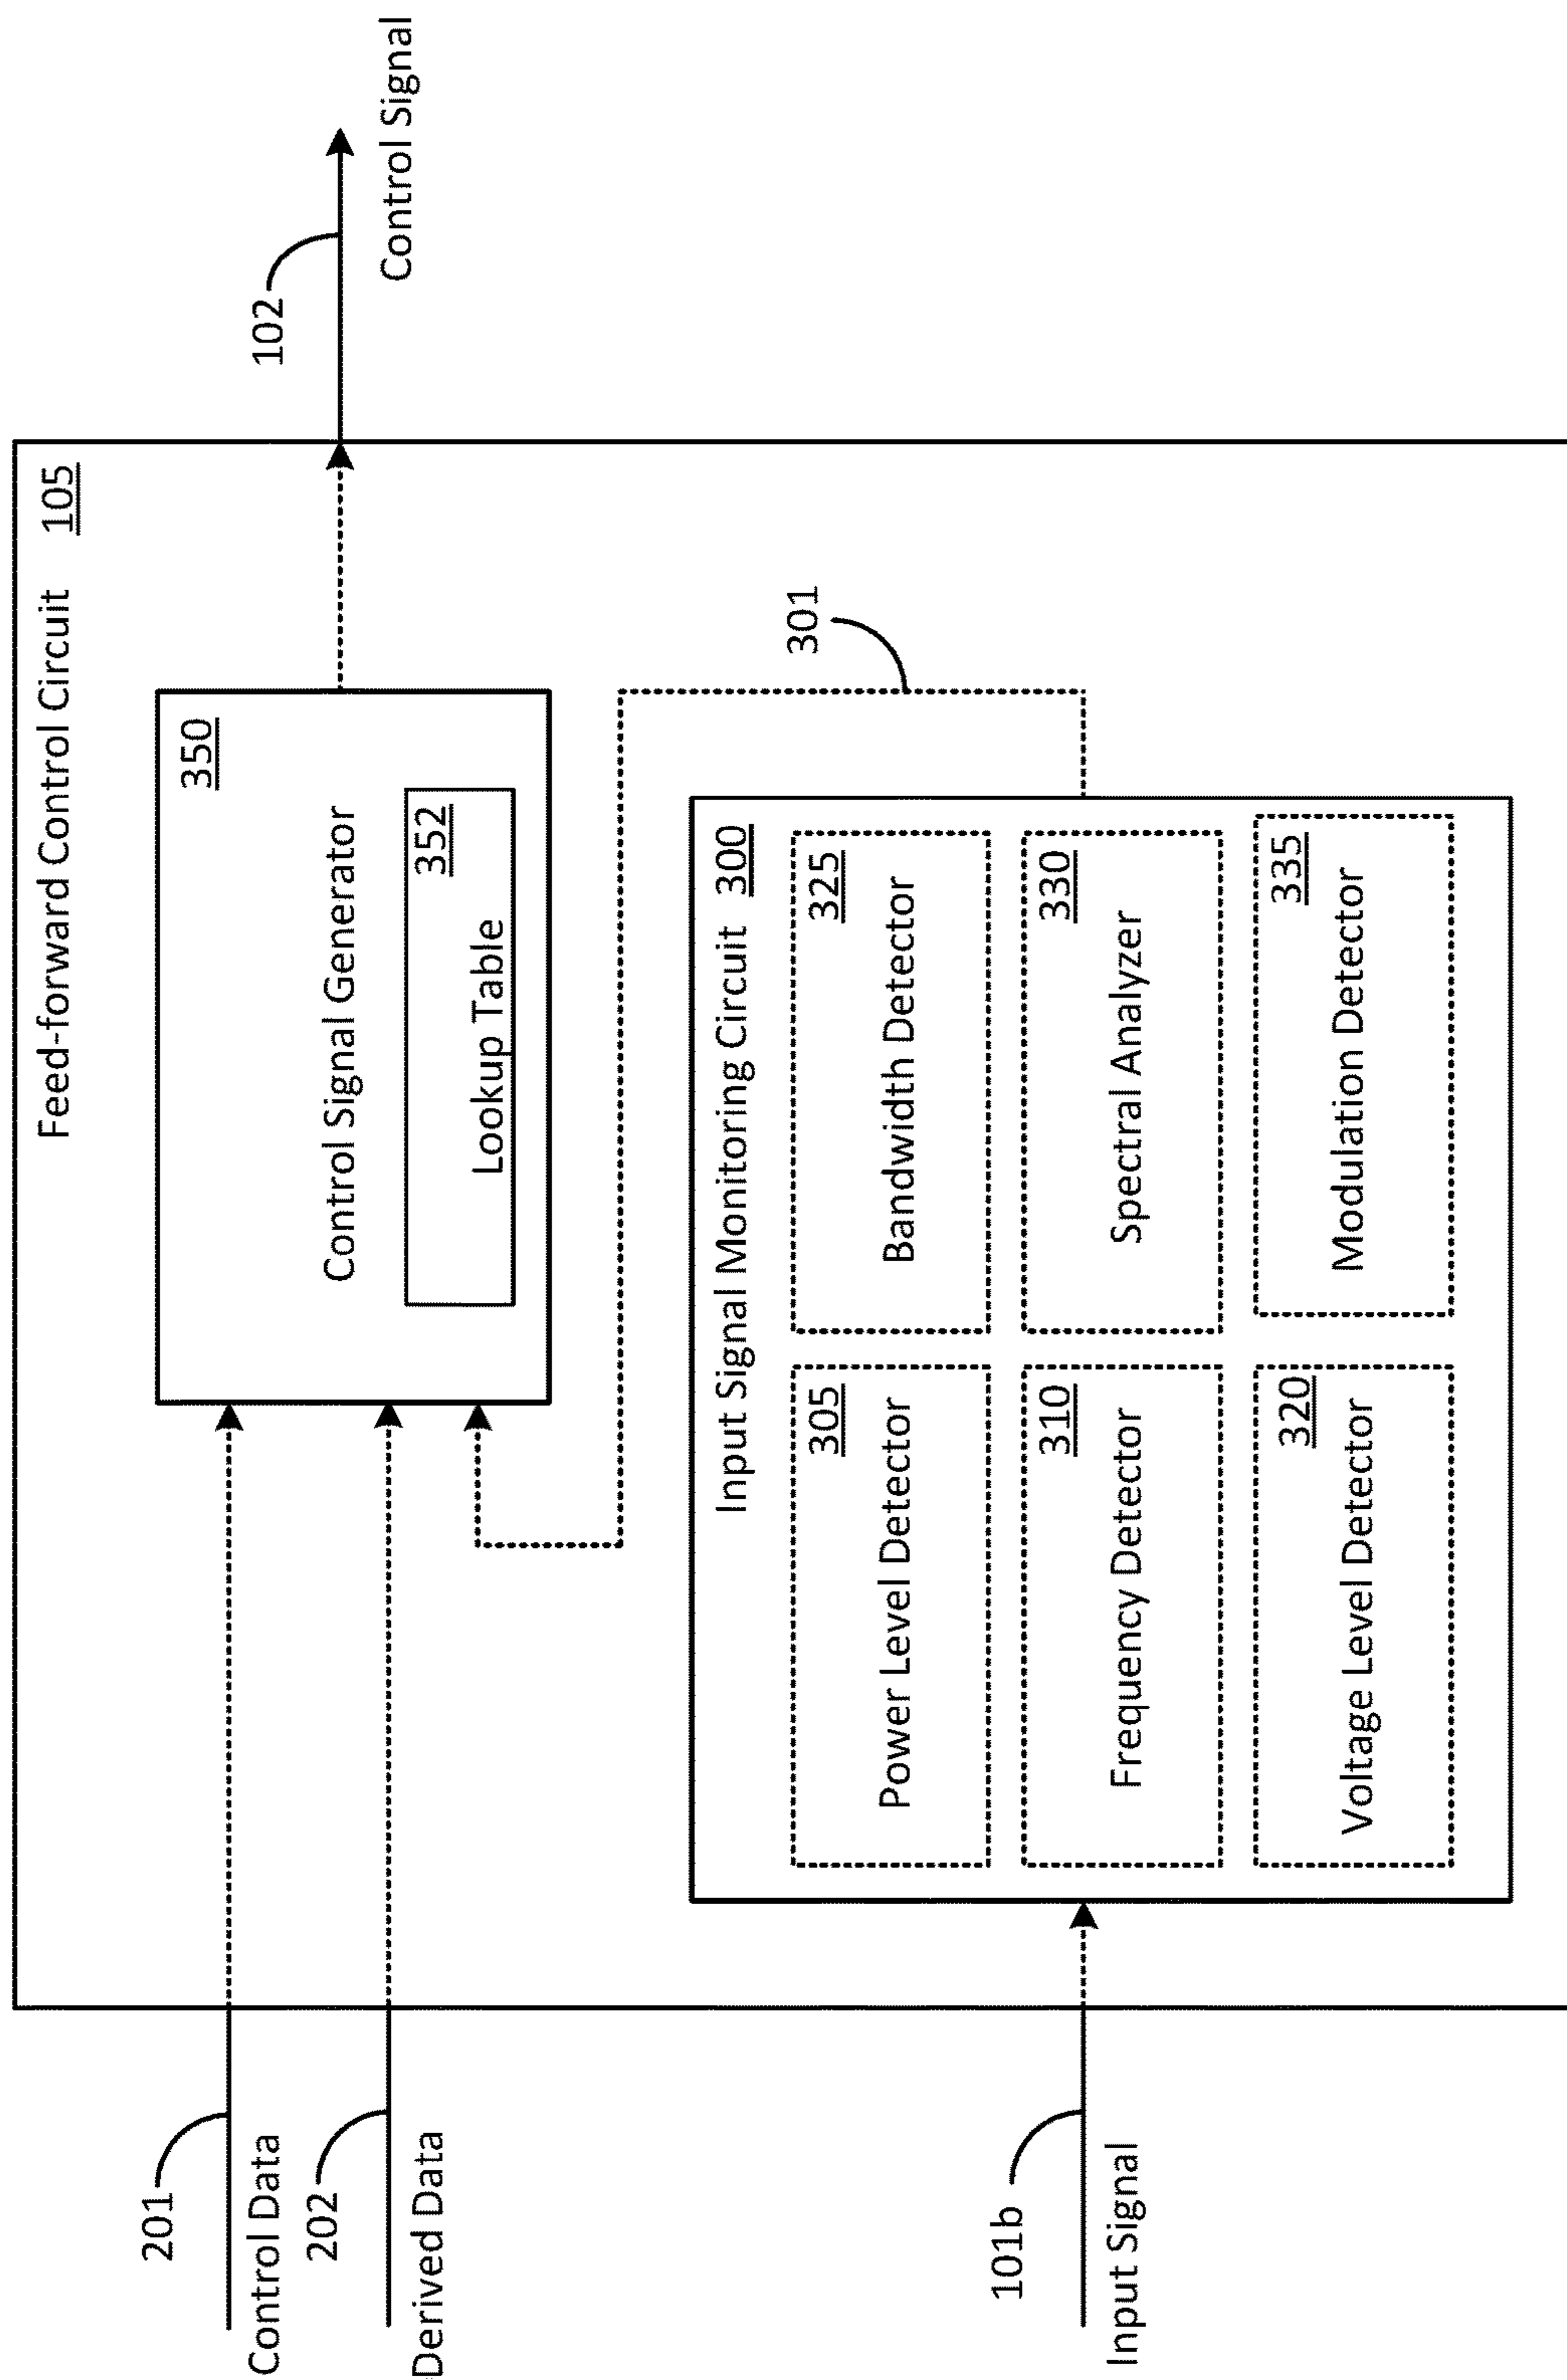 Feed-forward Control Circuit 105
201
Control Data
202
Derived Data
350
Control Signal Generator
352
Lookup Table
102
Control Signal
301
101b
Input Signal
Input Signal Monitoring Circuit 300
305
Power Level Detector
325
Bandwidth Detector
310
Frequency Detector
330
Spectral Analyzer
320
Voltage Level Detector
335
Modulation Detector